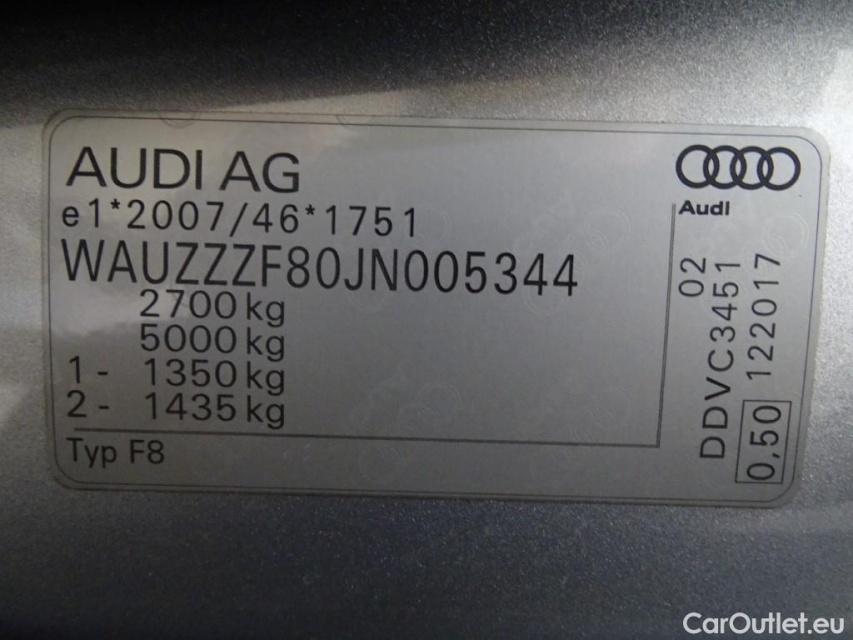 AUDI AG
e1*2007/46*1751
WAUZZZF80JN005344
2700 kg
5000 kg
1 - 1350 kg
2 - 1435 kg
Typ F8
Audi
02
DDVC3451
0,50 122017
CarOutlet.eu